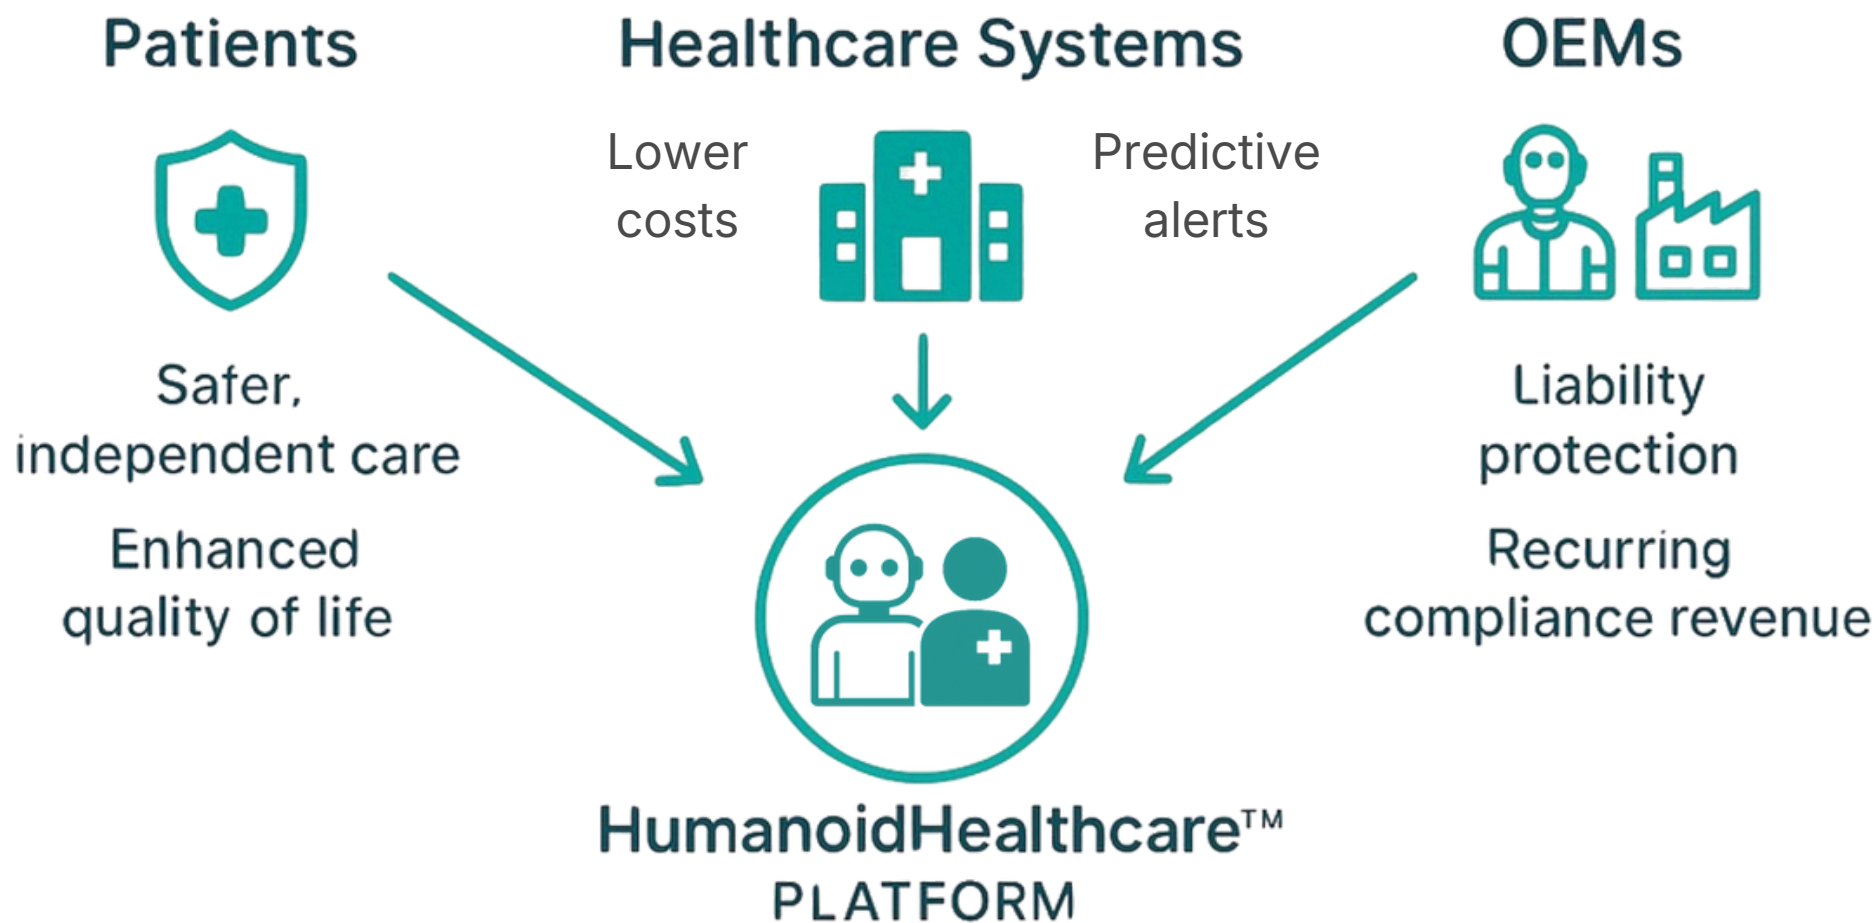 Patients
Safer,
independent care
Enhanced
quality of life
Healthcare Systems
Lower
costs
Predictive
alerts
OEMs
Liability
protection
Recurring
compliance revenue
HumanoidHealthcare™
PLATFORM